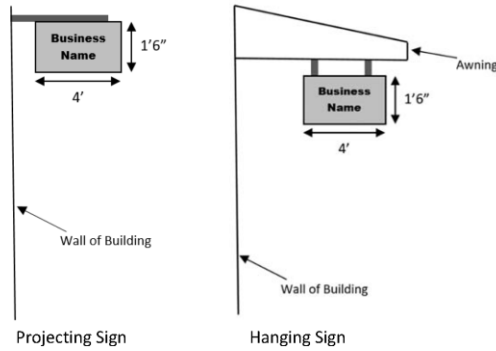 Business
Name
1’6”
4’
Wall of Building
Projecting Sign
Awning
Business
Name
1’6”
4’
Wall of Building
Hanging Sign